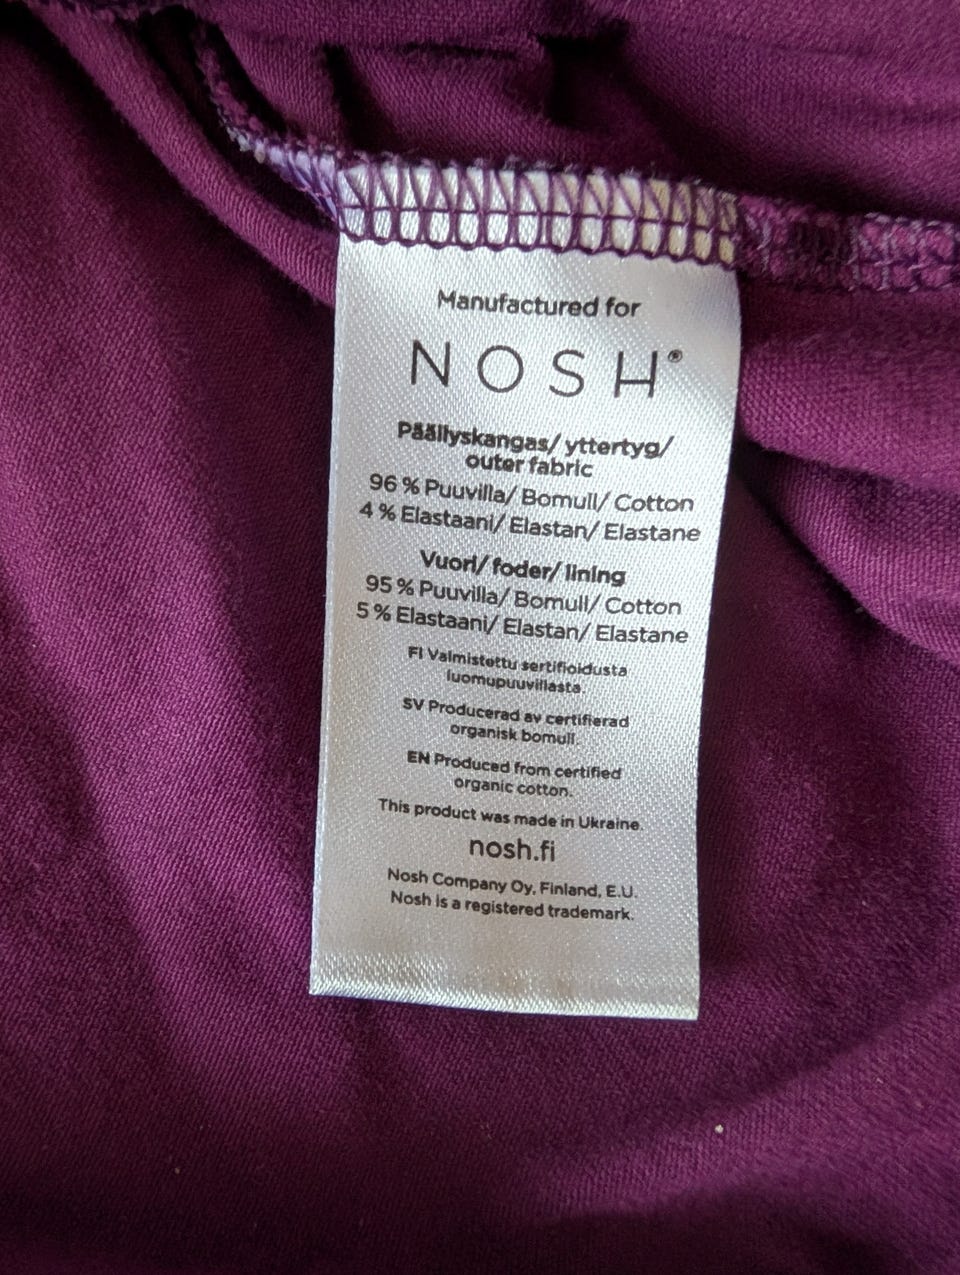 Manufactured for
NOSH®
Päällyskangas/ yttertyg/
outer fabric
96 % Puuvilla/ Bomull/ Cotton
4 % Elastaani/ Elastan/ Elastane
Vuori/ foder/ lining
95 % Puuvilla/ Bomull/ Cotton
5 % Elastaani/ Elastan/ Elastane
FI Valmistettu sertifioidusta
luomupuuvillasta.
SV Producerad av certifierad
organisk bomull.
EN Produced from certified
organic cotton.
This product was made in Ukraine.
nosh.fi
Nosh Company Oy, Finland, E.U.
Nosh is a registered trademark.